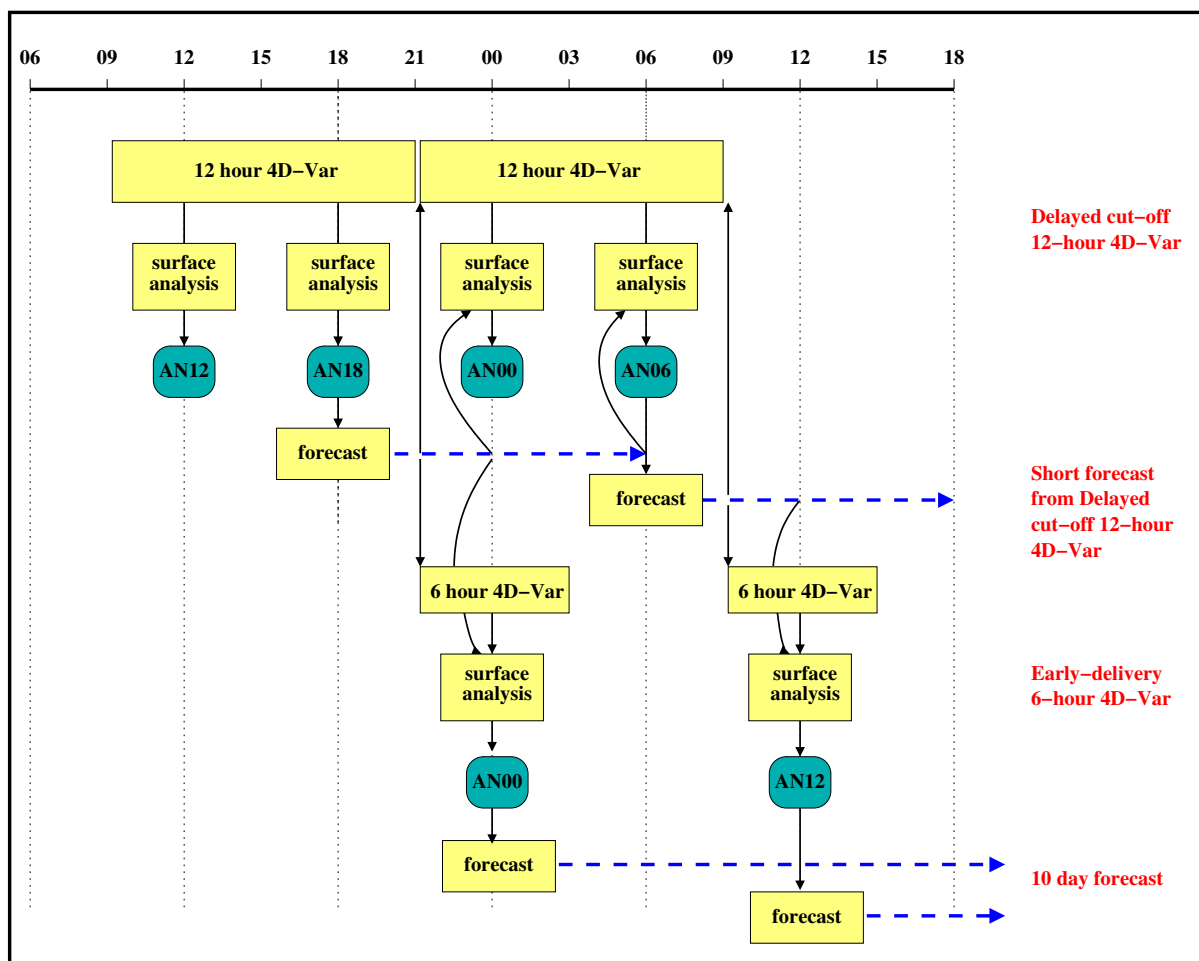 06 12 15 18 21 00 03 06 09 12 15 18
12 hour 4D−Var
12 hour 4D−Var
Delayed cut−off
12−hour 4D−Var
surface
analysis
surface
analysis
surface
analysis
surface
analysis
AN12
AN18
AN00
AN06
forecast
forecast
Short forecast
from Delayed
cut−off 12−hour
4D−Var
6 hour 4D−Var
6 hour 4D−Var
surface
analysis
surface
analysis
Early−delivery
6−hour 4D−Var
AN00
AN12
forecast
10 day forecast
forecast